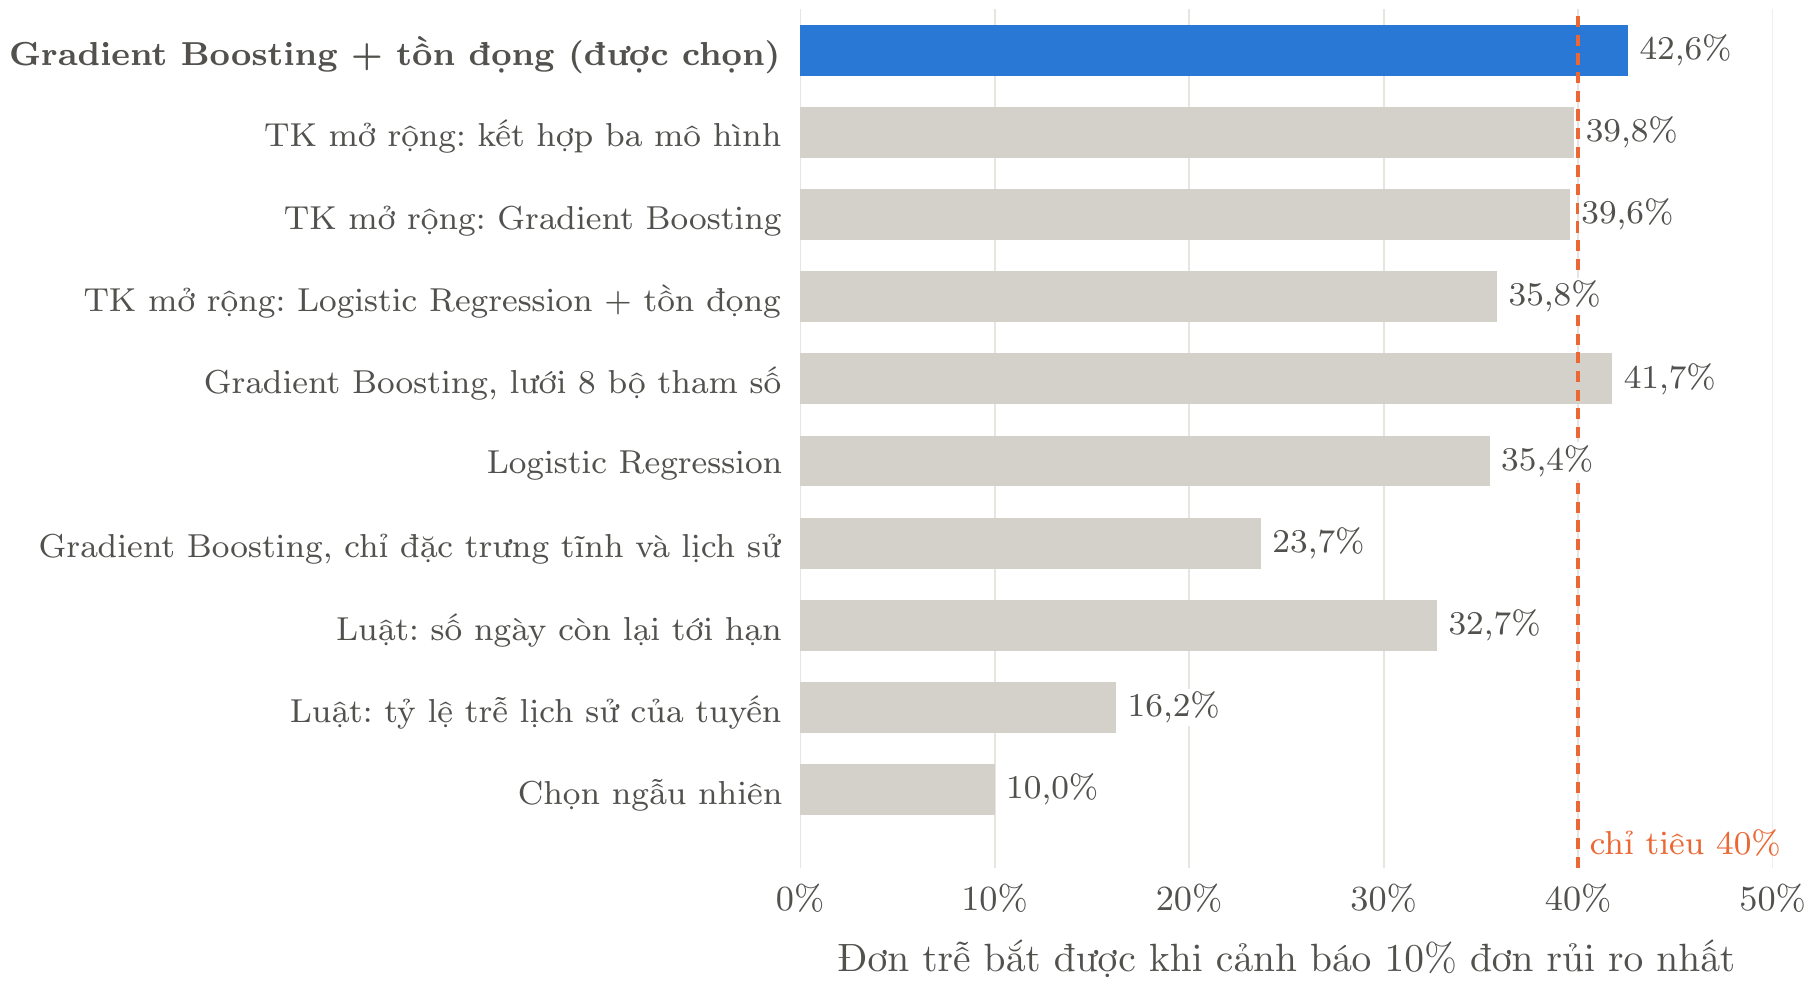 Gradient Boosting + tồn đọng (được chọn) 42,6%
TK mở rộng: kết hợp ba mô hình 39,8%
TK mở rộng: Gradient Boosting 39,6%
TK mở rộng: Logistic Regression + tồn đọng 35,8%
Gradient Boosting, lưới 8 bộ tham số 41,7%
Logistic Regression 35,4%
Gradient Boosting, chỉ đặc trưng tĩnh và lịch sử 23,7%
Luật: số ngày còn lại tới hạn 32,7%
Luật: tỷ lệ trễ lịch sử của tuyến 16,2%
Chọn ngẫu nhiên 10,0%
chỉ tiêu 40%
0% 10% 20% 30% 40% 50%
Đơn trễ bắt được khi cảnh báo 10% đơn rủi ro nhất